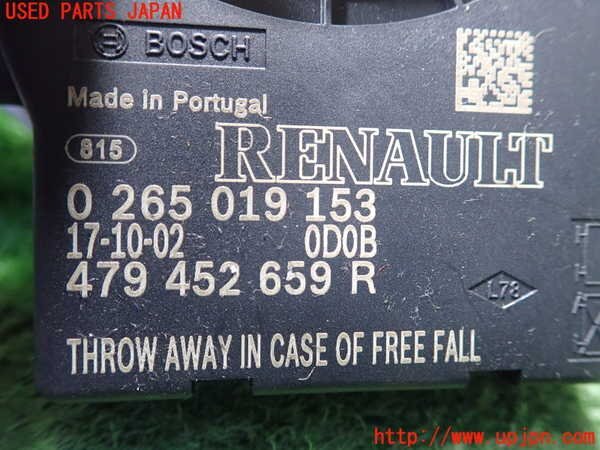 USED PARTS JAPAN
BOSCH
Made in Portugal
815
RENAULT
0 265 019 153
17-10-02 0D0B
479 452 659 R
L78
THROW AWAY IN CASE OF FREE FALL
http://www.upjpn.com/